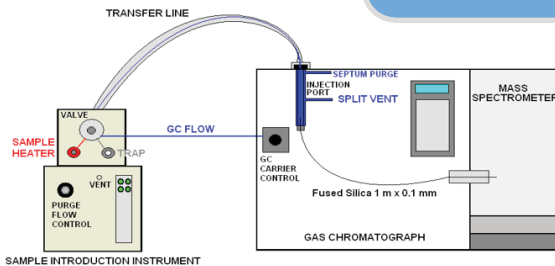 TRANSFER LINE
SEPTUM PURGE
INJECTION
PORT
SPLIT VENT
MASS
SPECTROMETER
VALVE
GC FLOW
SAMPLE
HEATER
TRAP
GC
CARRIER
CONTROL
VENT
PURGE
FLOW
CONTROL
Fused Silica 1 m x 0.1 mm
GAS CHROMATOGRAPH
SAMPLE INTRODUCTION INSTRUMENT